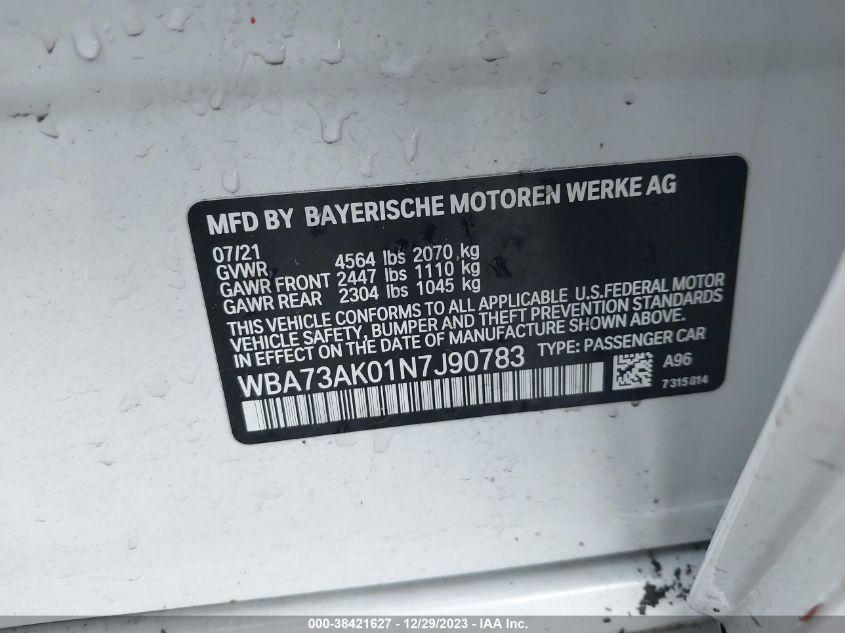 MFD BY BAYERISCHE MOTOREN WERKE AG
07/21
GVWR 4564 lbs 2070 kg
GAWR FRONT 2447 lbs 1110 kg
GAWR REAR 2304 lbs 1045 kg
THIS VEHICLE CONFORMS TO ALL APPLICABLE U.S.FEDERAL MOTOR
VEHICLE SAFETY, BUMPER AND THEFT PREVENTION STANDARDS
IN EFFECT ON THE DATE OF MANUFACTURE SHOWN ABOVE.
WBA73AK01N7J90783 TYPE: PASSENGER CAR
A96
7315814
000-38421627 - 12/29/2023 - IAA Inc.